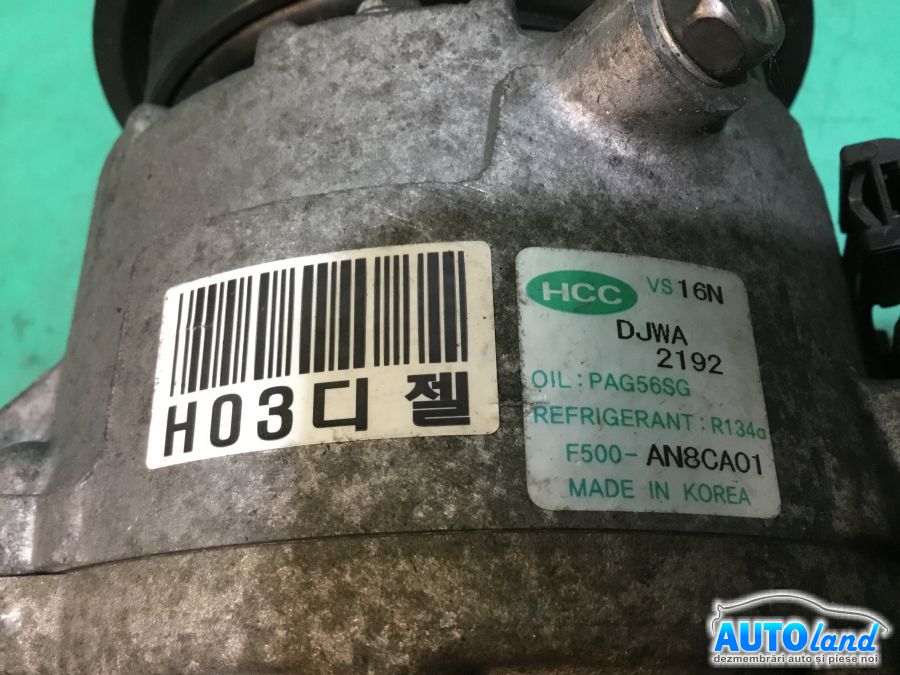 H03디젤
HCC VS16N
DJWA
2192
OIL : PAG56SG
REFRIGERANT : R134a
F500- AN8CA01
MADE IN KOREA
AUTOland
dezmembrări auto și piese noi